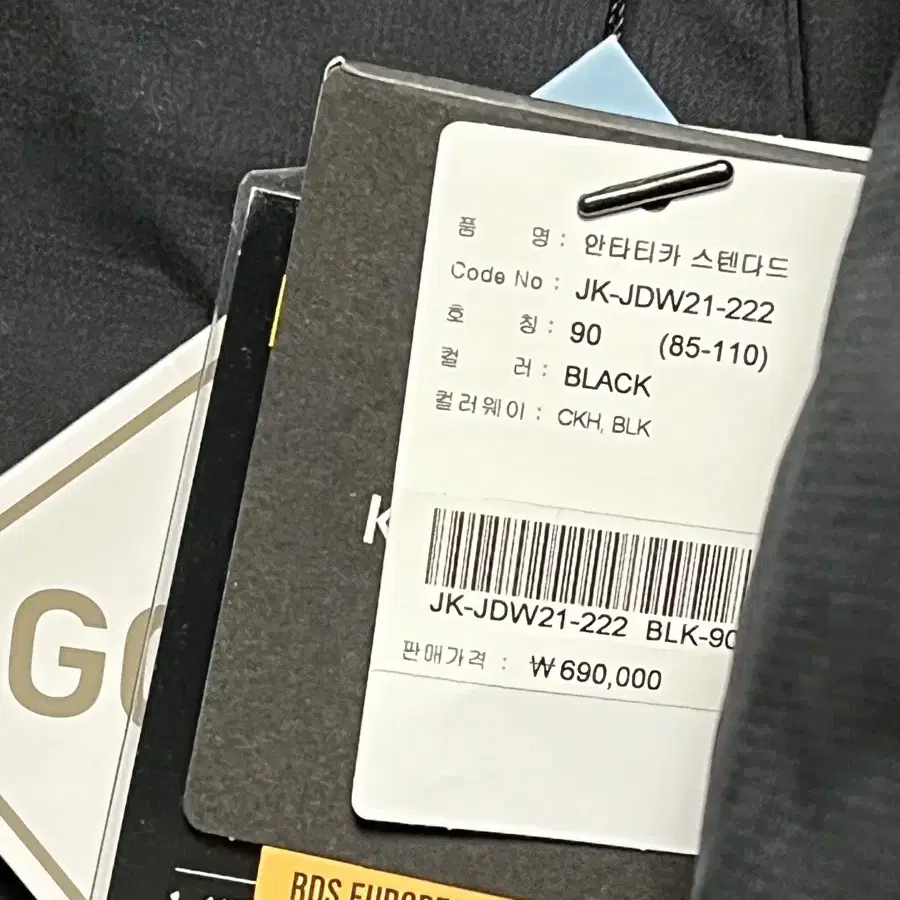 품 명 : 안타티카 스텐다드
Code No : JK-JDW21-222
호 칭 : 90 (85-110)
컬 러 : BLACK
컬러웨이 : CKH, BLK
K
JK-JDW21-222 BLK-90
판매가격 : ₩690,000
GO
RDS EUROPE